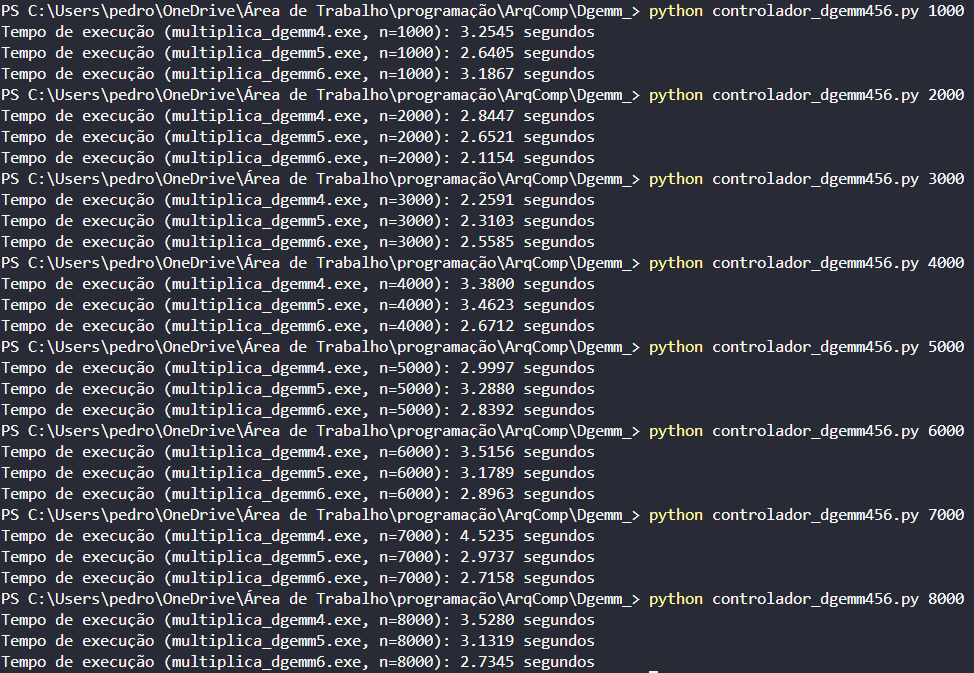 PS C:\Users\pedro\OneDrive\Área de Trabalho\programação\ArqComp\Dgemm_> python controlador_dgemm456.py 1000
Tempo de execução (multiplica_dgemm4.exe, n=1000): 3.2545 segundos
Tempo de execução (multiplica_dgemm5.exe, n=1000): 2.6405 segundos
Tempo de execução (multiplica_dgemm6.exe, n=1000): 3.1867 segundos
PS C:\Users\pedro\OneDrive\Área de Trabalho\programação\ArqComp\Dgemm_> python controlador_dgemm456.py 2000
Tempo de execução (multiplica_dgemm4.exe, n=2000): 2.8447 segundos
Tempo de execução (multiplica_dgemm5.exe, n=2000): 2.6521 segundos
Tempo de execução (multiplica_dgemm6.exe, n=2000): 2.1154 segundos
PS C:\Users\pedro\OneDrive\Área de Trabalho\programação\ArqComp\Dgemm_> python controlador_dgemm456.py 3000
Tempo de execução (multiplica_dgemm4.exe, n=3000): 2.2591 segundos
Tempo de execução (multiplica_dgemm5.exe, n=3000): 2.3103 segundos
Tempo de execução (multiplica_dgemm6.exe, n=3000): 2.5585 segundos
PS C:\Users\pedro\OneDrive\Área de Trabalho\programação\ArqComp\Dgemm_> python controlador_dgemm456.py 4000
Tempo de execução (multiplica_dgemm4.exe, n=4000): 3.3800 segundos
Tempo de execução (multiplica_dgemm5.exe, n=4000): 3.4623 segundos
Tempo de execução (multiplica_dgemm6.exe, n=4000): 2.6712 segundos
PS C:\Users\pedro\OneDrive\Área de Trabalho\programação\ArqComp\Dgemm_> python controlador_dgemm456.py 5000
Tempo de execução (multiplica_dgemm4.exe, n=5000): 2.9997 segundos
Tempo de execução (multiplica_dgemm5.exe, n=5000): 3.2880 segundos
Tempo de execução (multiplica_dgemm6.exe, n=5000): 2.8392 segundos
PS C:\Users\pedro\OneDrive\Área de Trabalho\programação\ArqComp\Dgemm_> python controlador_dgemm456.py 6000
Tempo de execução (multiplica_dgemm4.exe, n=6000): 3.5156 segundos
Tempo de execução (multiplica_dgemm5.exe, n=6000): 3.1789 segundos
Tempo de execução (multiplica_dgemm6.exe, n=6000): 2.8963 segundos
PS C:\Users\pedro\OneDrive\Área de Trabalho\programação\ArqComp\Dgemm_> python controlador_dgemm456.py 7000
Tempo de execução (multiplica_dgemm4.exe, n=7000): 4.5235 segundos
Tempo de execução (multiplica_dgemm5.exe, n=7000): 2.9737 segundos
Tempo de execução (multiplica_dgemm6.exe, n=7000): 2.7158 segundos
PS C:\Users\pedro\OneDrive\Área de Trabalho\programação\ArqComp\Dgemm_> python controlador_dgemm456.py 8000
Tempo de execução (multiplica_dgemm4.exe, n=8000): 3.5280 segundos
Tempo de execução (multiplica_dgemm5.exe, n=8000): 3.1319 segundos
Tempo de execução (multiplica_dgemm6.exe, n=8000): 2.7345 segundos